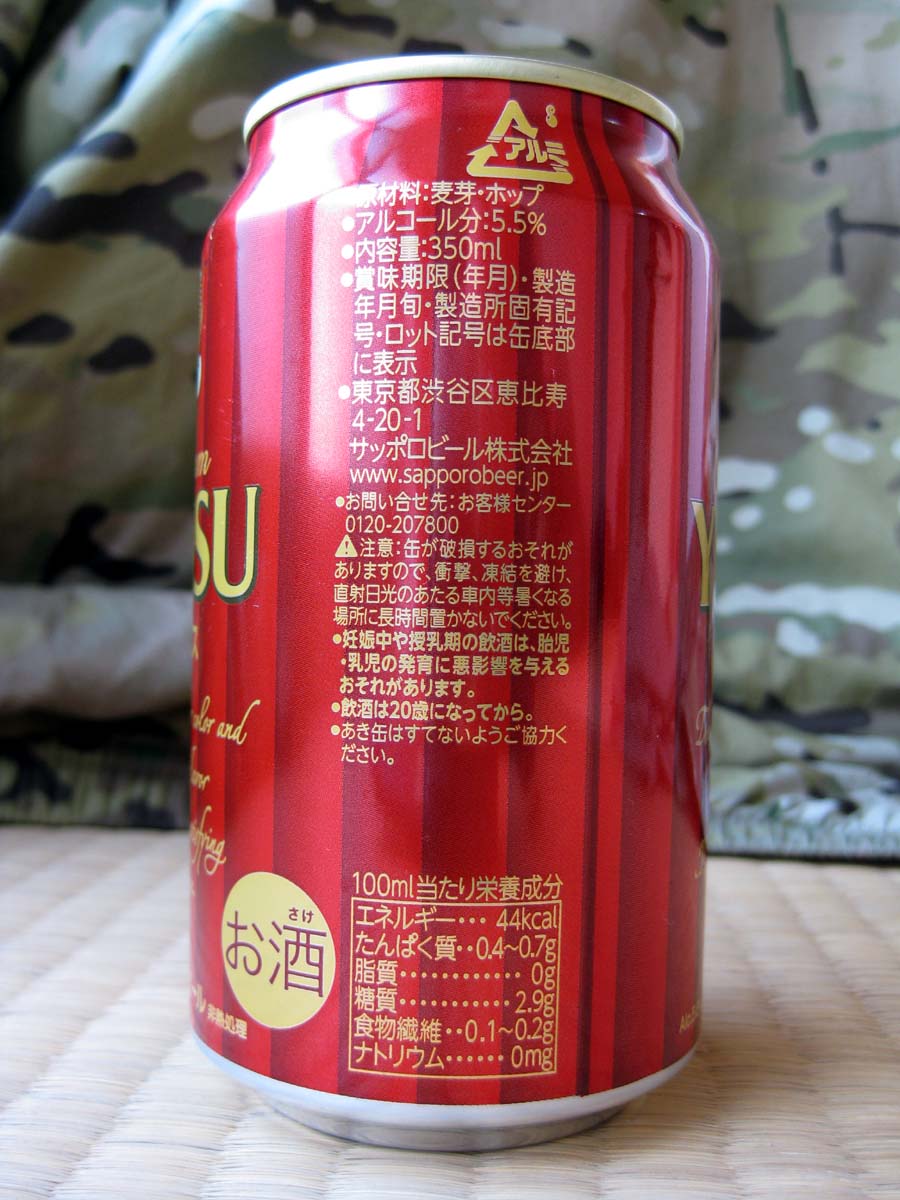 アルミ
原材料:麦芽・ホップ
●アルコール分:5.5%
●内容量:350ml
●賞味期限(年月)・製造
年月旬・製造所固有記
号・ロット記号は缶底部
に表示
●東京都渋谷区恵比寿
4-20-1
サッポロビール株式会社
www.sapporobeer.jp
●お問い合せ先:お客様センター
0120-207800
⚠注意:缶が破損するおそれが
ありますので、衝撃、凍結を避け、
直射日光のあたる車内等暑くなる
場所に長時間置かないでください。
●妊娠中や授乳期の飲酒は、胎児
・乳児の発育に悪影響を与える
おそれがあります。
●飲酒は20歳になってから。
●あき缶はすてないようご協力く
ださい。
100ml当たり栄養成分
エネルギー… 44kcal
たんぱく質‥0.4~0.7g
脂質………… 0g
糖質…………2.9g
食物繊維‥0.1~0.2g
ナトリウム…… 0mg
SU
and
さけ
お酒
非熱処理
Y